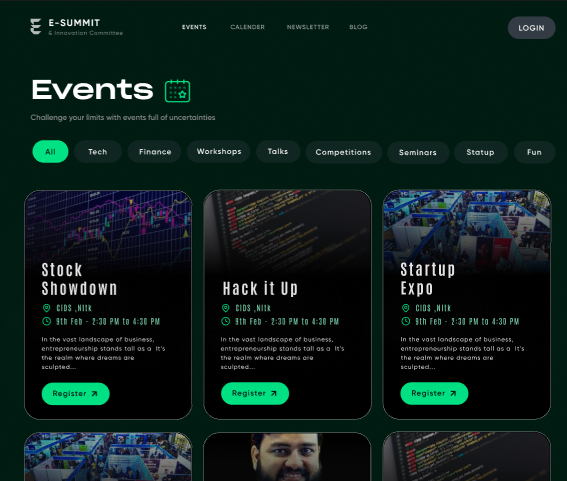 E-SUMMIT
& Innovation Committee
EVENTS CALENDER NEWSLETTER BLOG
LOGIN
Events
Challenge your limits with events full of uncertainties
All Tech Finance Workshops Talks Competitions Seminars Statup Fun
Stock
Showdown
CIDS ,NItk
9th Feb - 2:30 PM to 4:30 PM
In the vast landscape of business,
entrepreneurship stands tall as a It's
the realm where dreams are
sculpted...
Register
Hack it Up
CIDS ,NItk
9th Feb - 2:30 PM to 4:30 PM
In the vast landscape of business,
entrepreneurship stands tall as a It's
the realm where dreams are
sculpted...
Register
Startup
Expo
CIDS ,NItk
9th Feb - 2:30 PM to 4:30 PM
In the vast landscape of business,
entrepreneurship stands tall as a It's
the realm where dreams are
sculpted...
Register